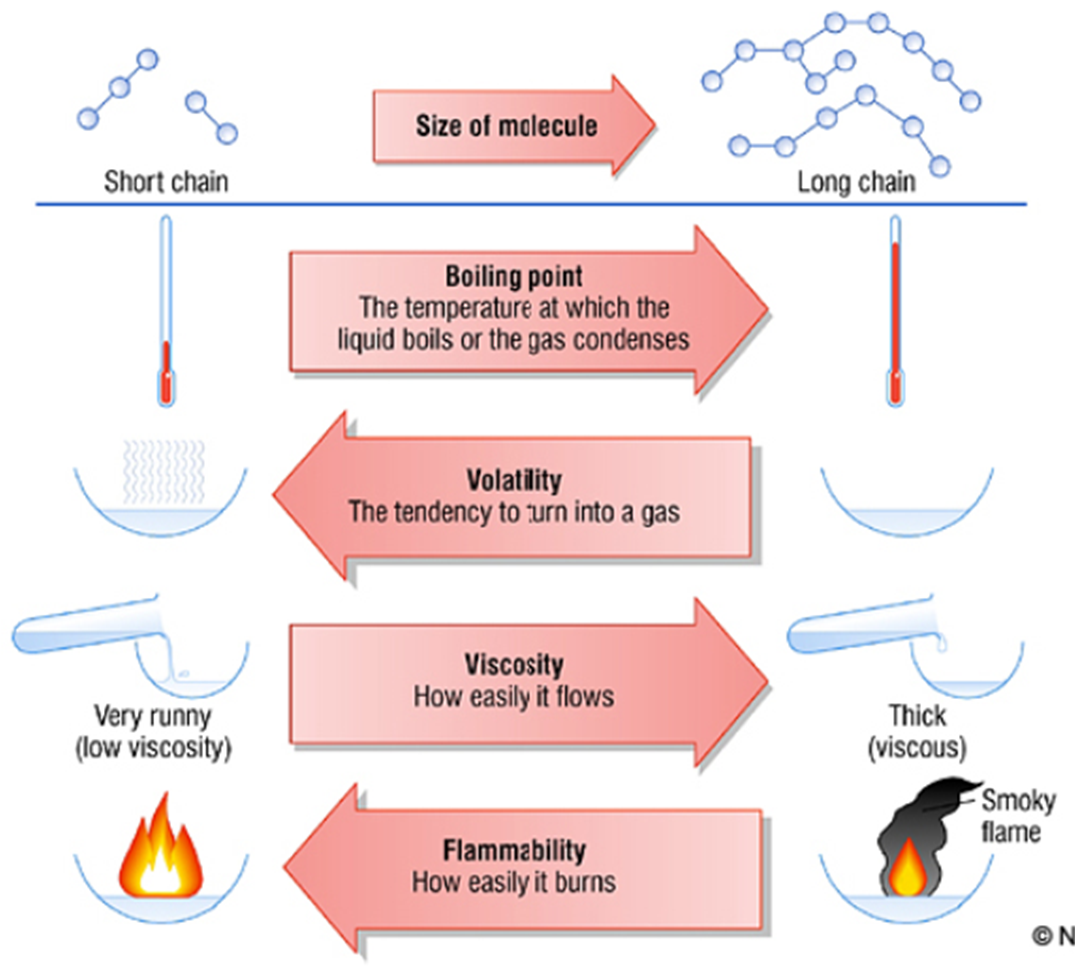 Size of molecule
Short chain
Long chain
Boiling point
The temperature at which the
liquid boils or the gas condenses
Volatility
The tendency to turn into a gas
Viscosity
How easily it flows
Very runny
(low viscosity)
Thick
(viscous)
Smoky
flame
Flammability
How easily it burns
© N